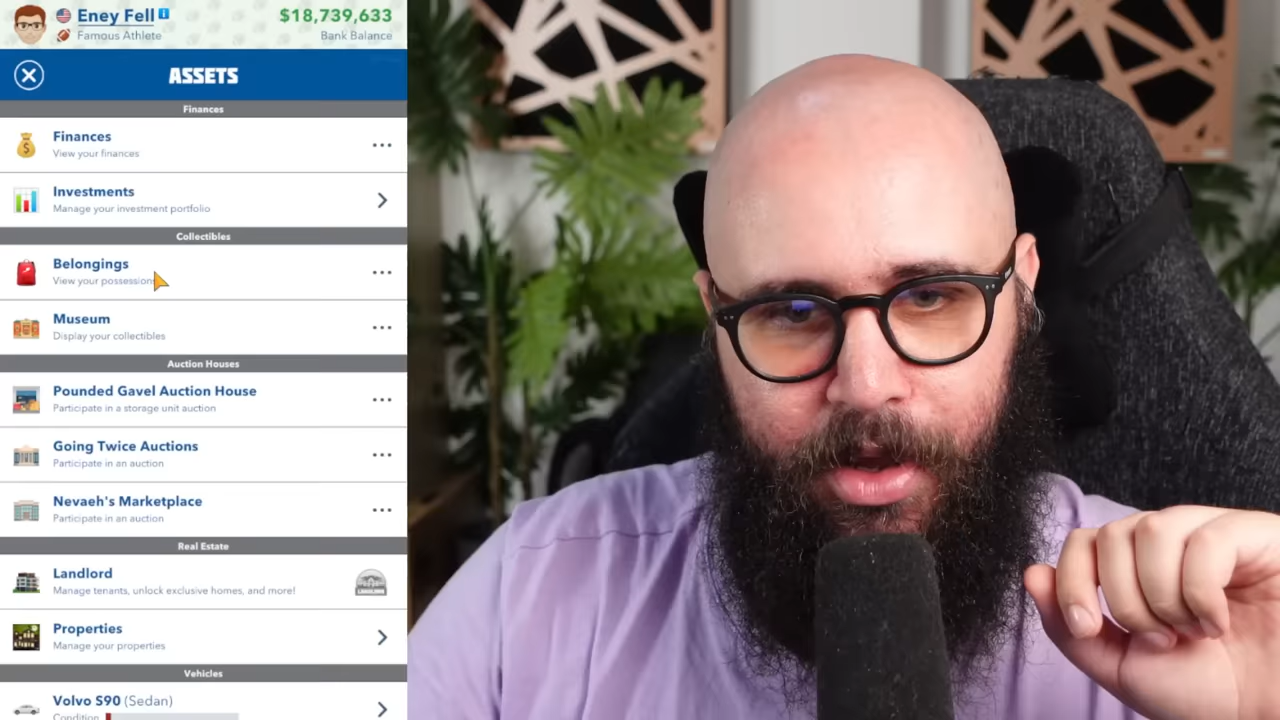 Eney Fell
$18,739,633
Famous Athlete
Bank Balance
ASSETS
Finances
Finances
View your finances
Investments
Manage your investment portfolio
Collectibles
Belongings
View your possessions
Museum
Display your collectibles
Auction Houses
Pounded Gavel Auction House
Participate in a storage unit auction
Going Twice Auctions
Participate in an auction
Nevaeh's Marketplace
Participate in an auction
Real Estate
Landlord
Manage tenants, unlock exclusive homes, and more!
LANDLORD
Properties
Manage your properties
Vehicles
Volvo S90 (Sedan)
Condition